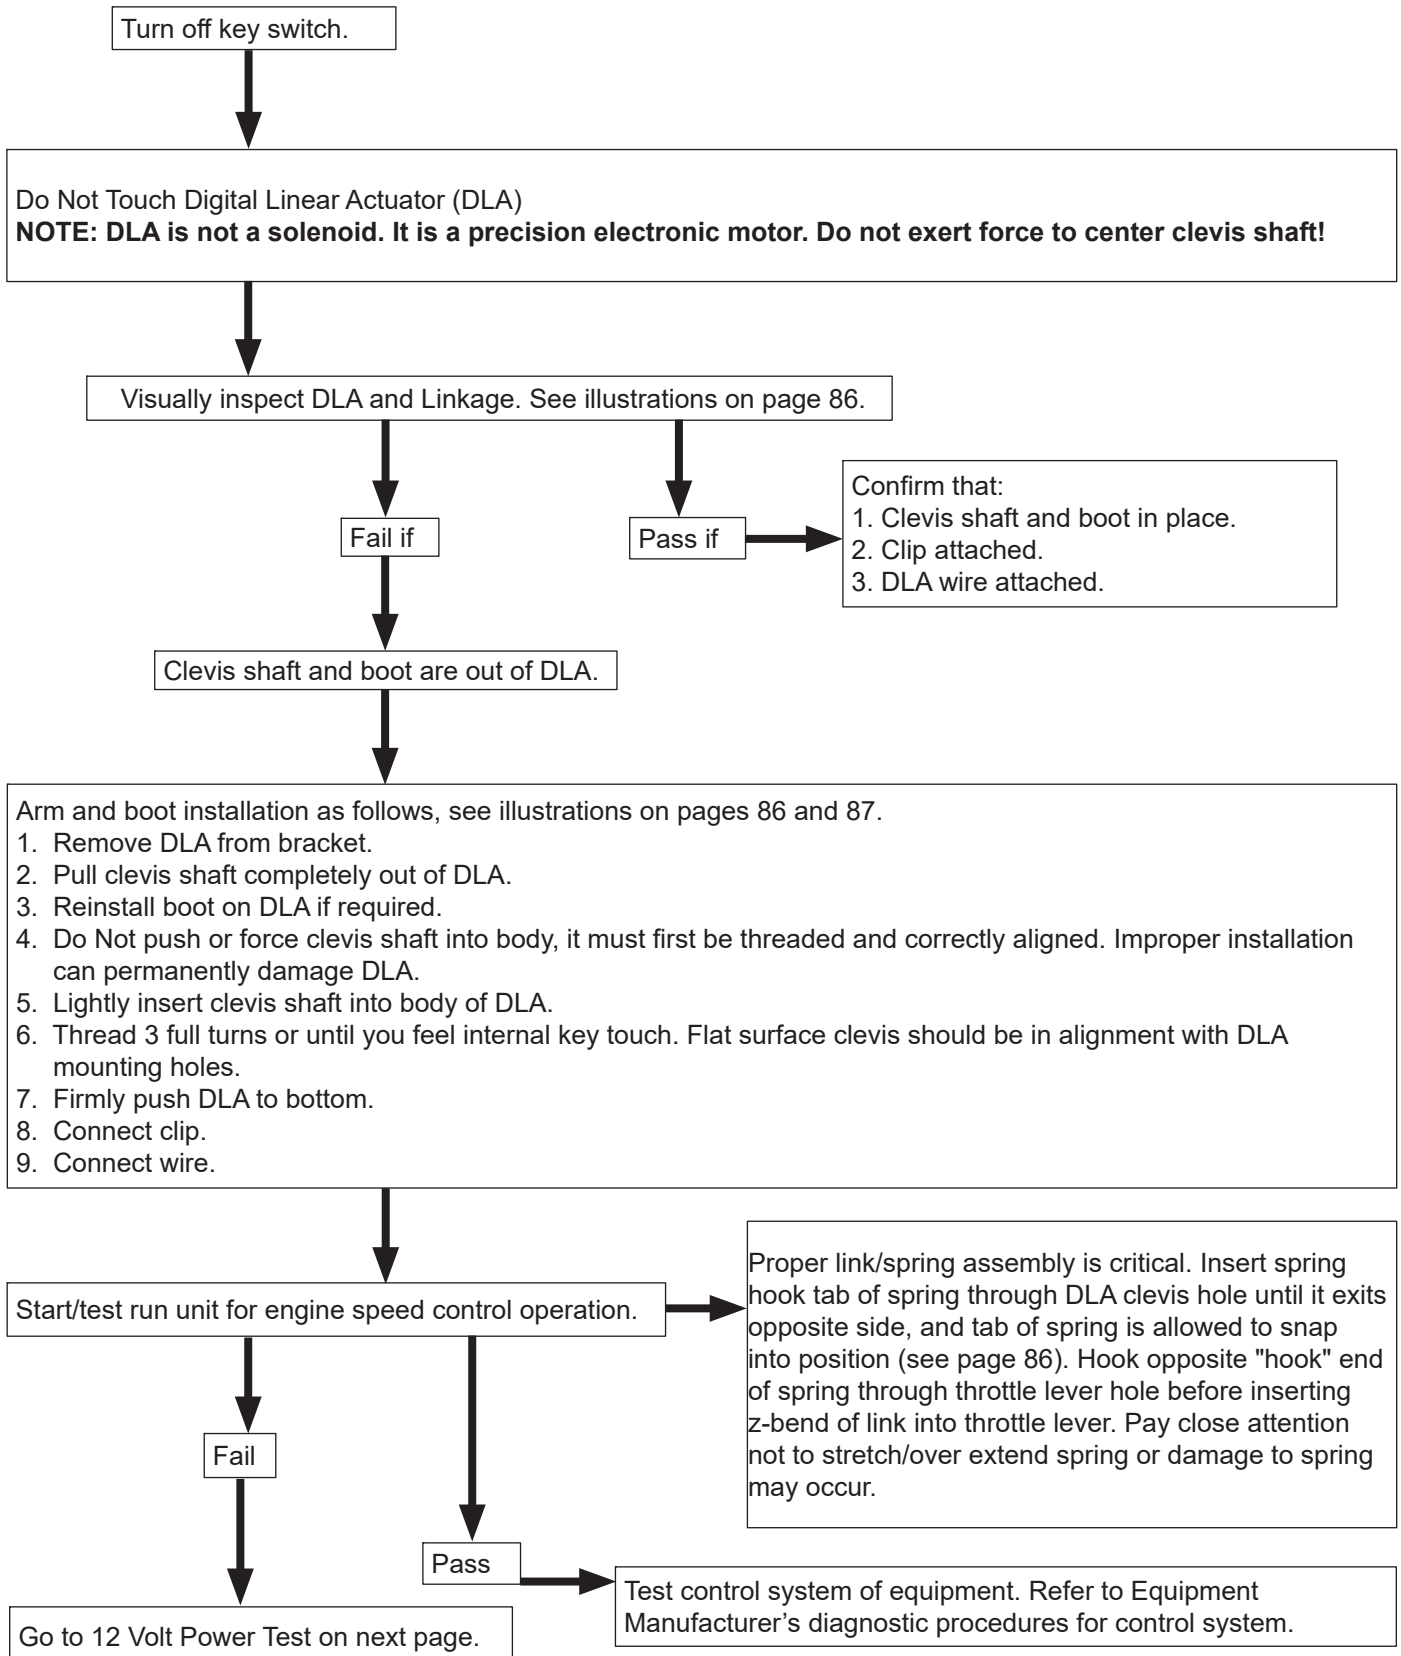 Turn off key switch.
Do Not Touch Digital Linear Actuator (DLA)
NOTE: DLA is not a solenoid. It is a precision electronic motor. Do not exert force to center clevis shaft!
Visually inspect DLA and Linkage. See illustrations on page 86.
Fail if
Pass if
Confirm that:
1. Clevis shaft and boot in place.
2. Clip attached.
3. DLA wire attached.
Clevis shaft and boot are out of DLA.
Arm and boot installation as follows, see illustrations on pages 86 and 87.
1. Remove DLA from bracket.
2. Pull clevis shaft completely out of DLA.
3. Reinstall boot on DLA if required.
4. Do Not push or force clevis shaft into body, it must first be threaded and correctly aligned. Improper installation
can permanently damage DLA.
5. Lightly insert clevis shaft into body of DLA.
6. Thread 3 full turns or until you feel internal key touch. Flat surface clevis should be in alignment with DLA
mounting holes.
7. Firmly push DLA to bottom.
8. Connect clip.
9. Connect wire.
Start/test run unit for engine speed control operation.
Proper link/spring assembly is critical. Insert spring
hook tab of spring through DLA clevis hole until it exits
opposite side, and tab of spring is allowed to snap
into position (see page 86). Hook opposite "hook" end
of spring through throttle lever hole before inserting
z-bend of link into throttle lever. Pay close attention
not to stretch/over extend spring or damage to spring
may occur.
Fail
Pass
Test control system of equipment. Refer to Equipment
Manufacturer’s diagnostic procedures for control system.
Go to 12 Volt Power Test on next page.